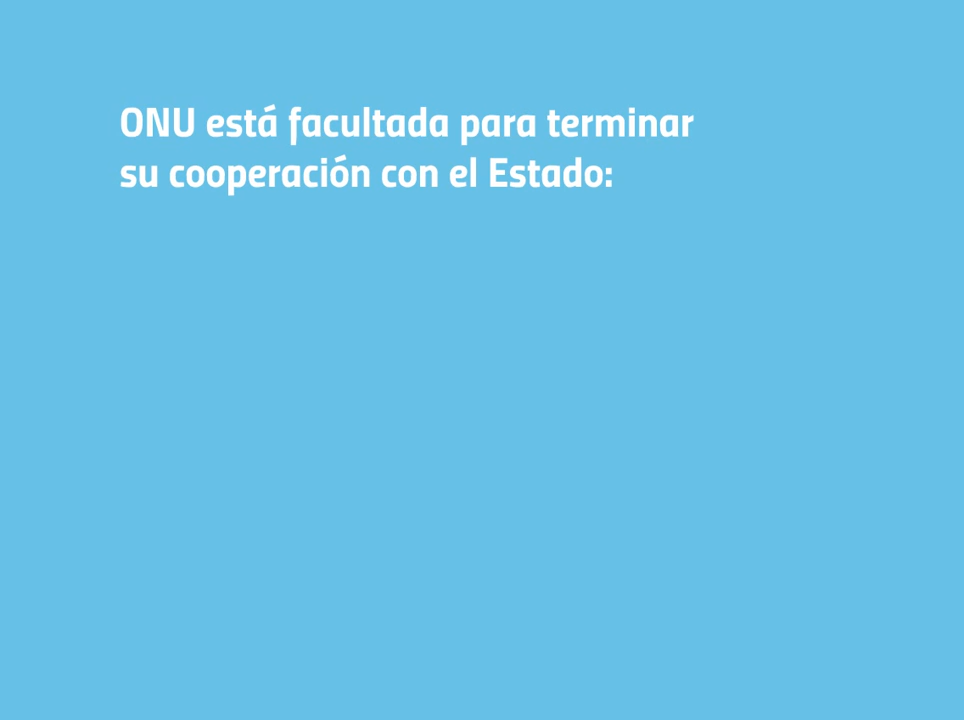 ONU está facultada para terminar
su cooperación con el Estado: